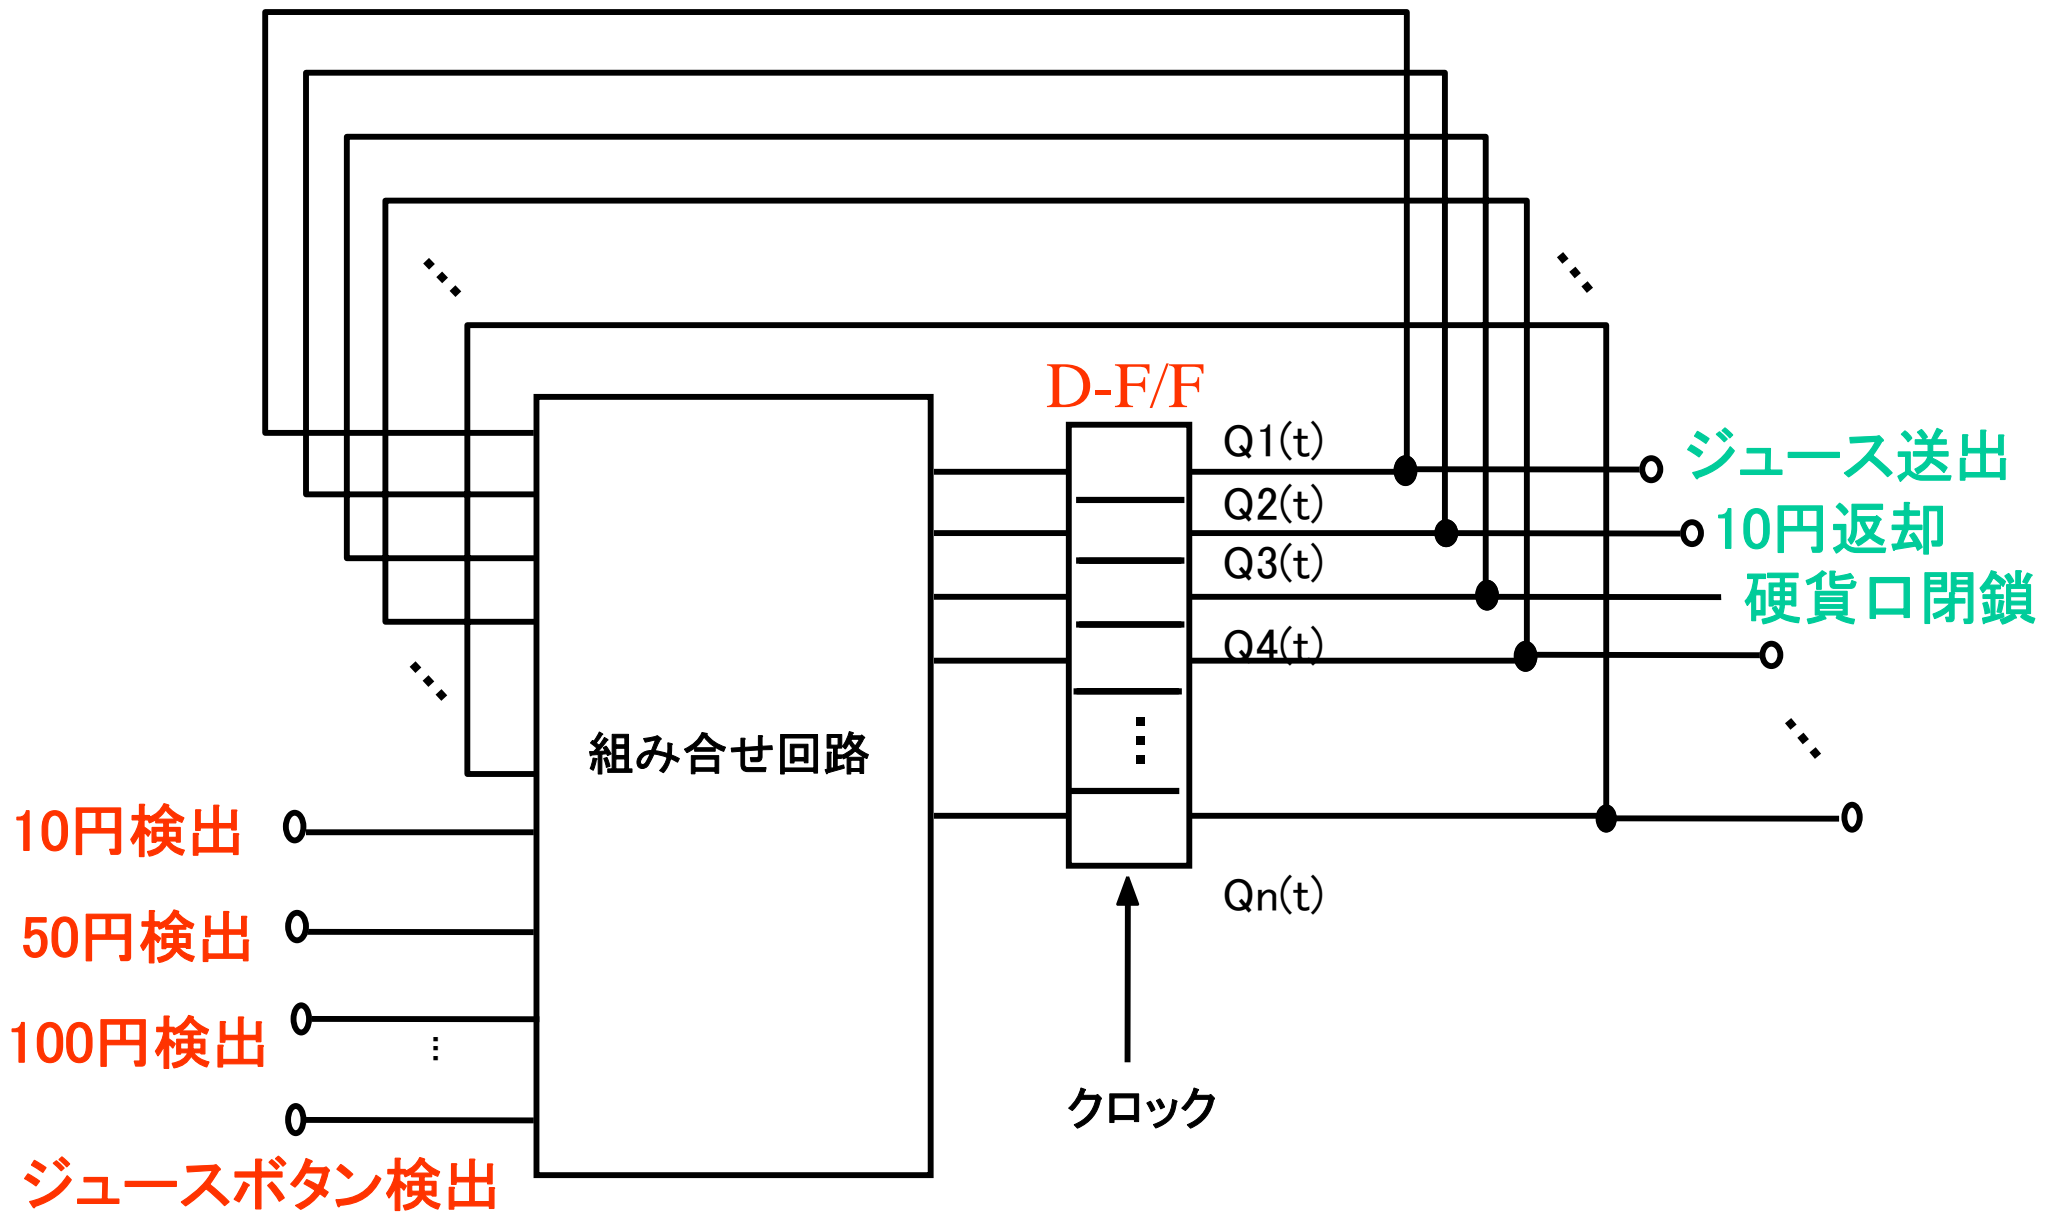 D-F/F
Q1(t)
Q2(t)
Q3(t)
Q4(t)
Qn(t)
ジュース送出
10円返却
硬貨口閉鎖
組み合せ回路
10円検出
50円検出
100円検出
ジュースボタン検出
クロック